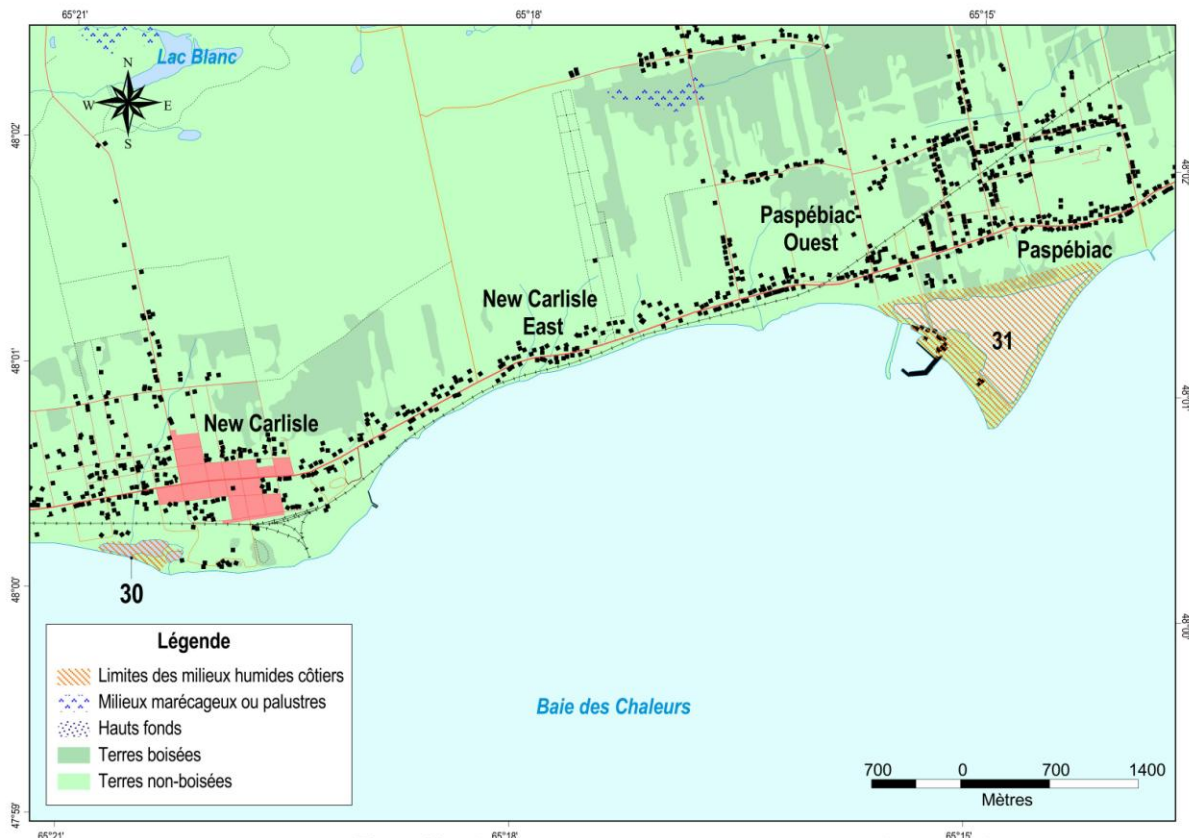 65°21'
65°18'
65°15'
Lac Blanc
N
W
E
S
48°02'
48°02'
Paspébiac-
Ouest
Paspébiac
New Carlisle
East
31
48°01'
48°01'
New Carlisle
48°00'
48°00'
30
Légende
Limites des milieux humides côtiers
Milieux marécageux ou palustres
Hauts fonds
Terres boisées
Terres non-boisées
Baie des Chaleurs
700
0
700
1400
Mètres
47°59'
65°21'
65°18'
65°15'